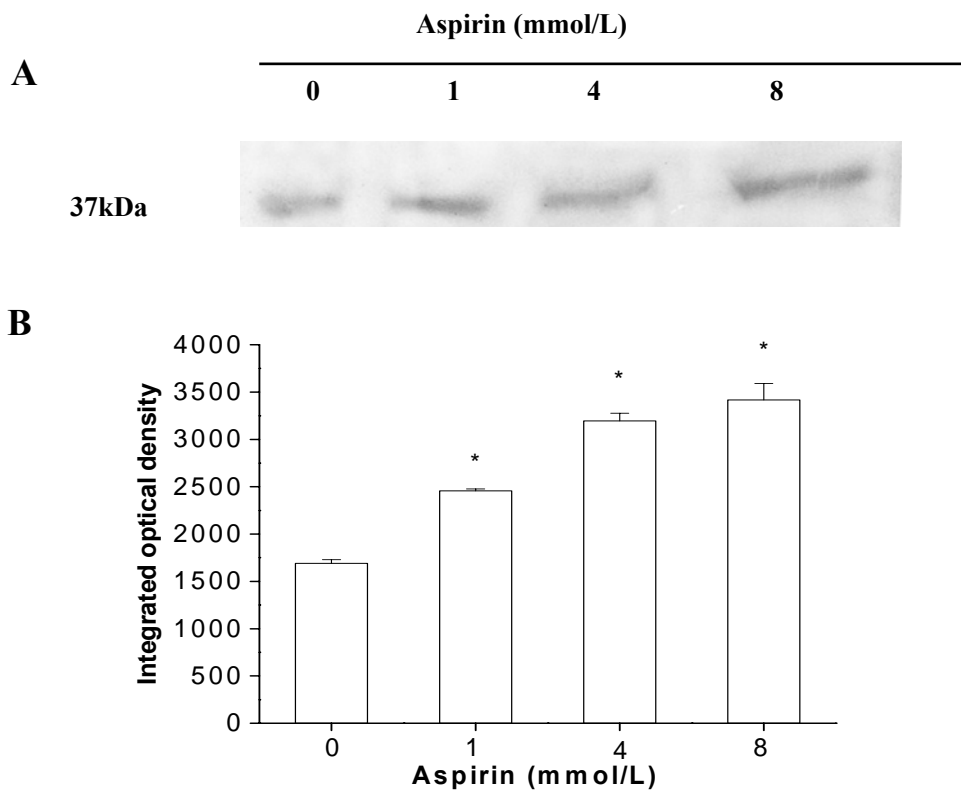 Aspirin (mmol/L)
A
0 1 4 8
37kDa
B
4000
3500
3000
2500
2000
1500
1000
500
0
Integrated optical density
* * *
0 1 4 8
Aspirin (mmol/L)